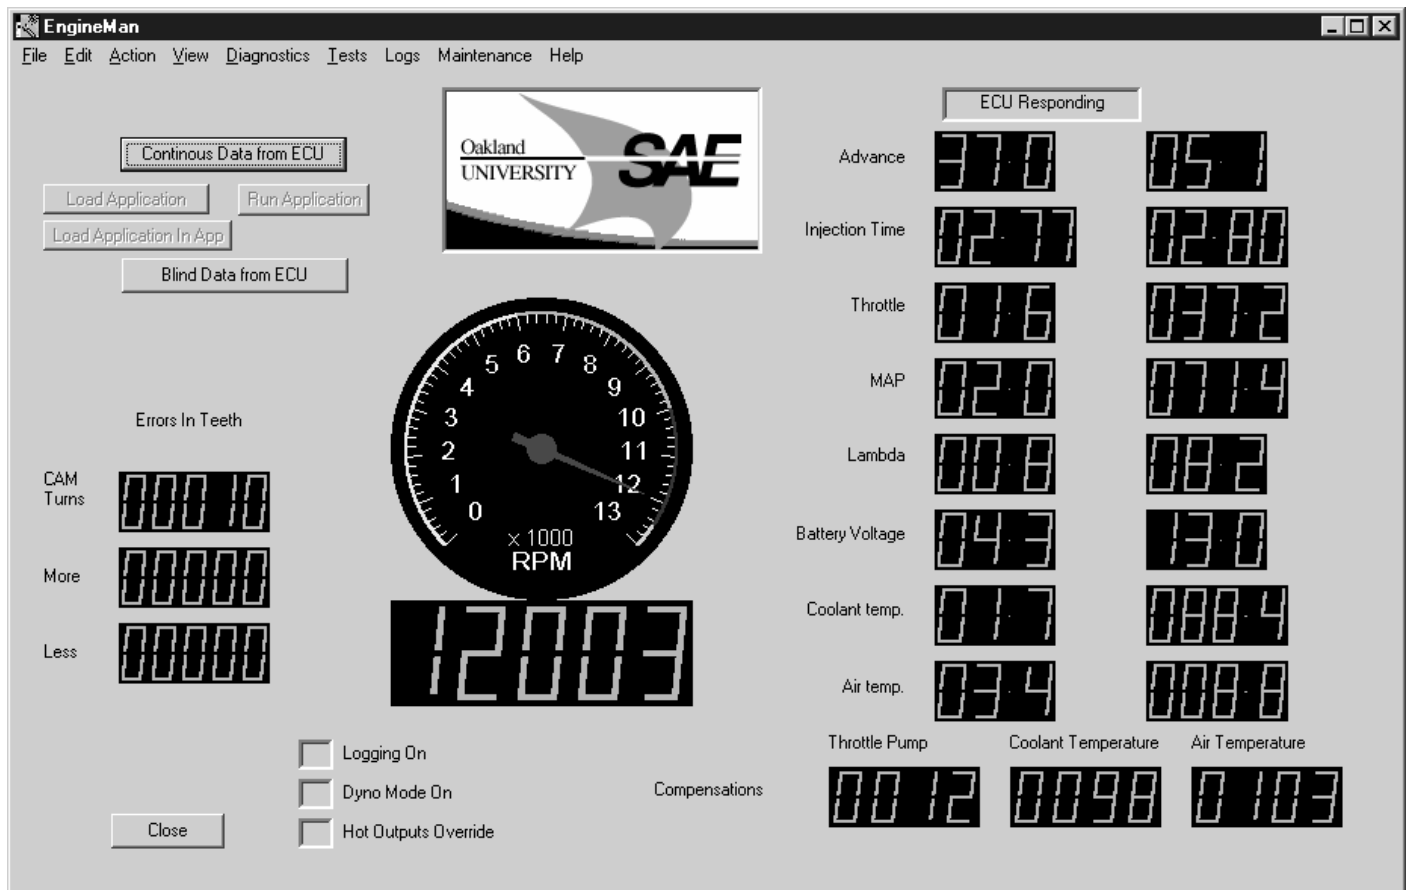 EngineMan
File Edit Action View Diagnostics Tests Logs Maintenance Help
Continous Data from ECU
Load Application
Run Application
Load Application In App
Blind Data from ECU
Oakland
UNIVERSITY
SAE
ECU Responding
Advance 37.0 05.1
Injection Time 02.77 02.80
Throttle 01.6 037.2
MAP 02.0 071.4
Lambda 00.8 08.2
Battery Voltage 04.3 13.0
Coolant temp. 01.7 088.4
Air temp. 03.4 008.8
Errors In Teeth
CAM
Turns
00010
More 00000
Less 00000
0 1 2 3 4 5 6 7 8 9 10 11 12 13
x 1000
RPM
12003
Logging On
Dyno Mode On
Hot Outputs Override
Close
Compensations
Throttle Pump Coolant Temperature Air Temperature
0012 0098 0103